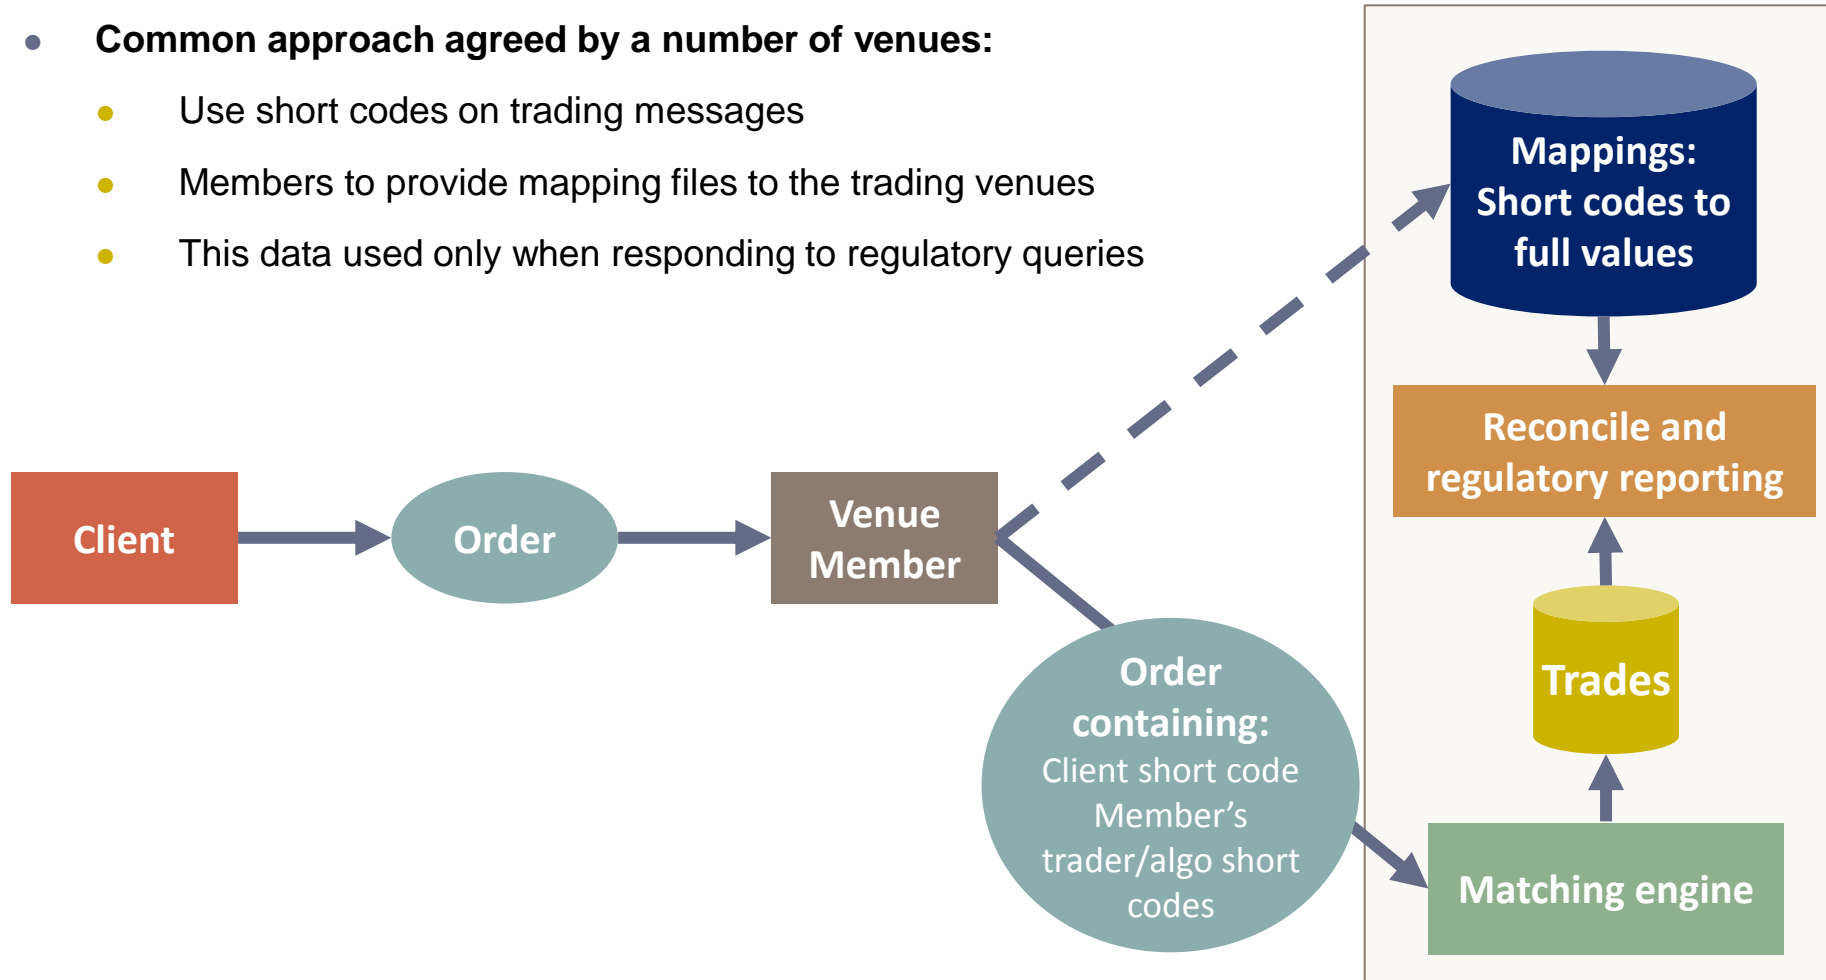 Common approach agreed by a number of venues:
Use short codes on trading messages
Members to provide mapping files to the trading venues
This data used only when responding to regulatory queries
Mappings:
Short codes to
full values
Reconcile and
regulatory reporting
Client
Order
Venue
Member
Order
containing:
Client short code
Member’s
trader/algo short
codes
Trades
Matching engine